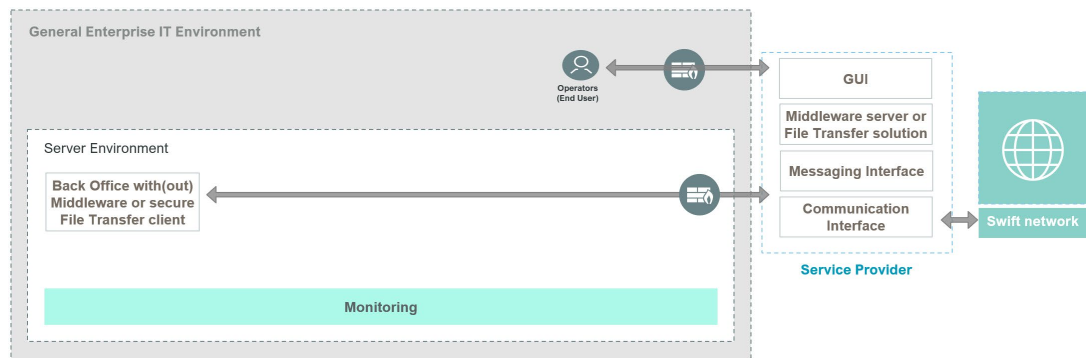 General Enterprise IT Environment
Operators
(End User)
GUI
Middleware server or
File Transfer solution
Server Environment
Messaging Interface
Back Office with(out)
Middleware or secure
File Transfer client
Communication
Interface
Swift network
Service Provider
Monitoring